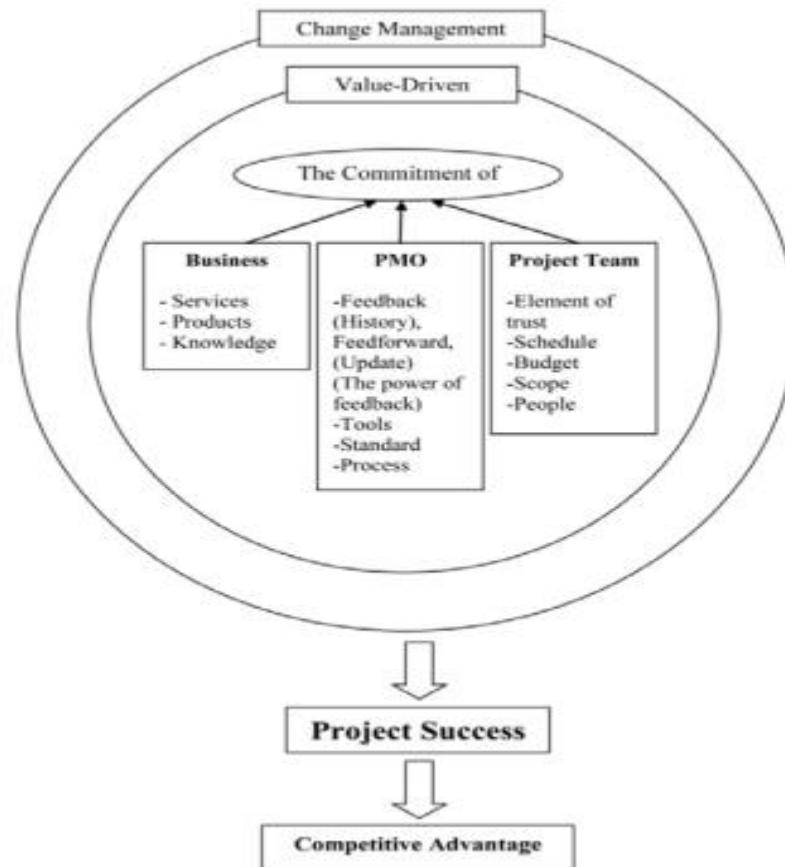 Change Management
Value-Driven
The Commitment of
Business
- Services
- Products
- Knowledge
PMO
-Feedback
(History),
Feedforward,
(Update)
(The power of
feedback)
-Tools
-Standard
-Process
Project Team
-Element of
trust
-Schedule
-Budget
-Scope
-People
Project Success
Competitive Advantage